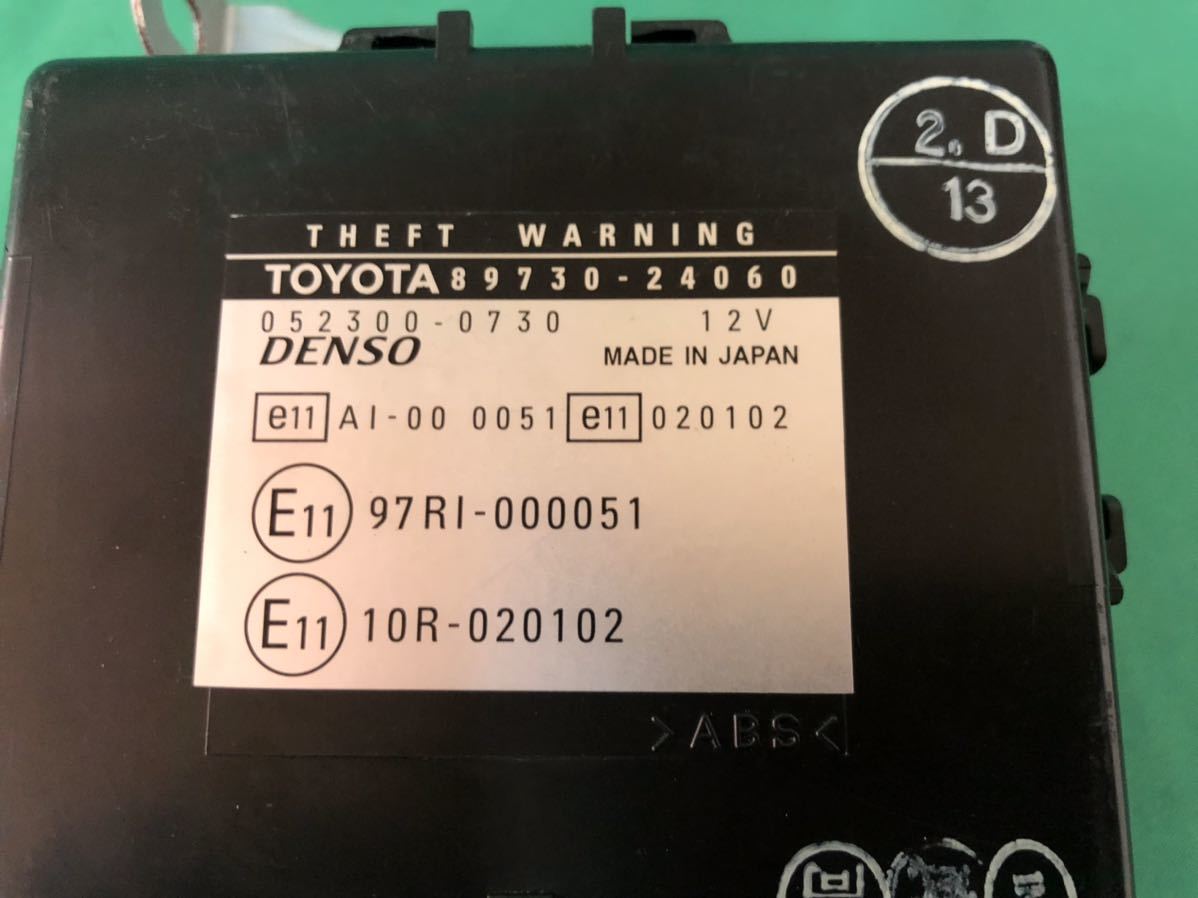 2. D
13
THEFT WARNING
TOYOTA 89730-24060
052300-0730 12V
DENSO MADE IN JAPAN
e11 AI-00 0051 e11 020102
E11 97RI-000051
E11 10R-020102
>ABS<